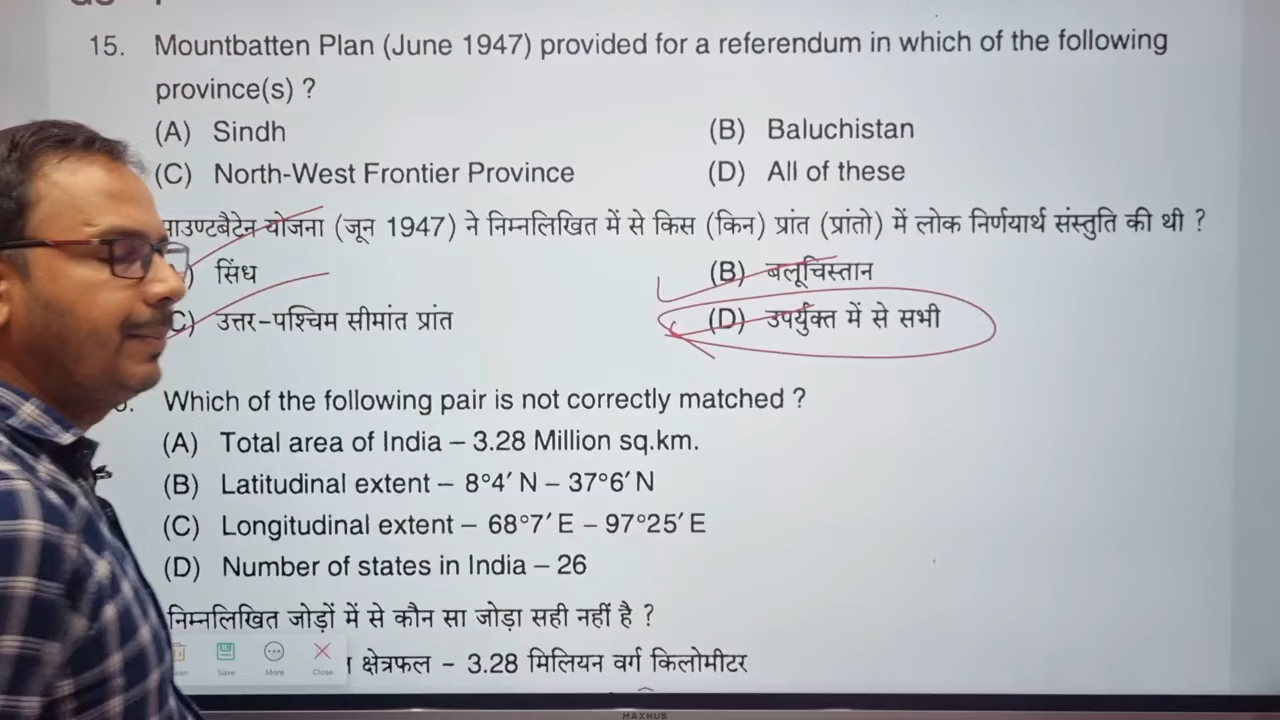 15. Mountbatten Plan (June 1947) provided for a referendum in which of the following
province(s) ?
(A) Sindh (B) Baluchistan
(C) North-West Frontier Province (D) All of these
(जून 1947) ने निम्नलिखित में से किस (किन) प्रांत (प्रांतो) में लोक निर्णयार्थ संस्तुति की थी ?
सिंध (B) बलूचिस्तान
C) उत्तर-पश्चिम सीमांत प्रांत (D) उपर्युक्त में से सभी
Which of the following pair is not correctly matched ?
(A) Total area of India – 3.28 Million sq.km.
(B) Latitudinal extent – 8°4′ N – 37°6′ N
(C) Longitudinal extent – 68°7′ E – 97°25′ E
(D) Number of states in India – 26
निम्नलिखित जोड़ों में से कौन सा जोड़ा सही नहीं है ?
Save More Close
क्षेत्रफल – 3.28 मिलियन वर्ग किलोमीटर
MAXHUB